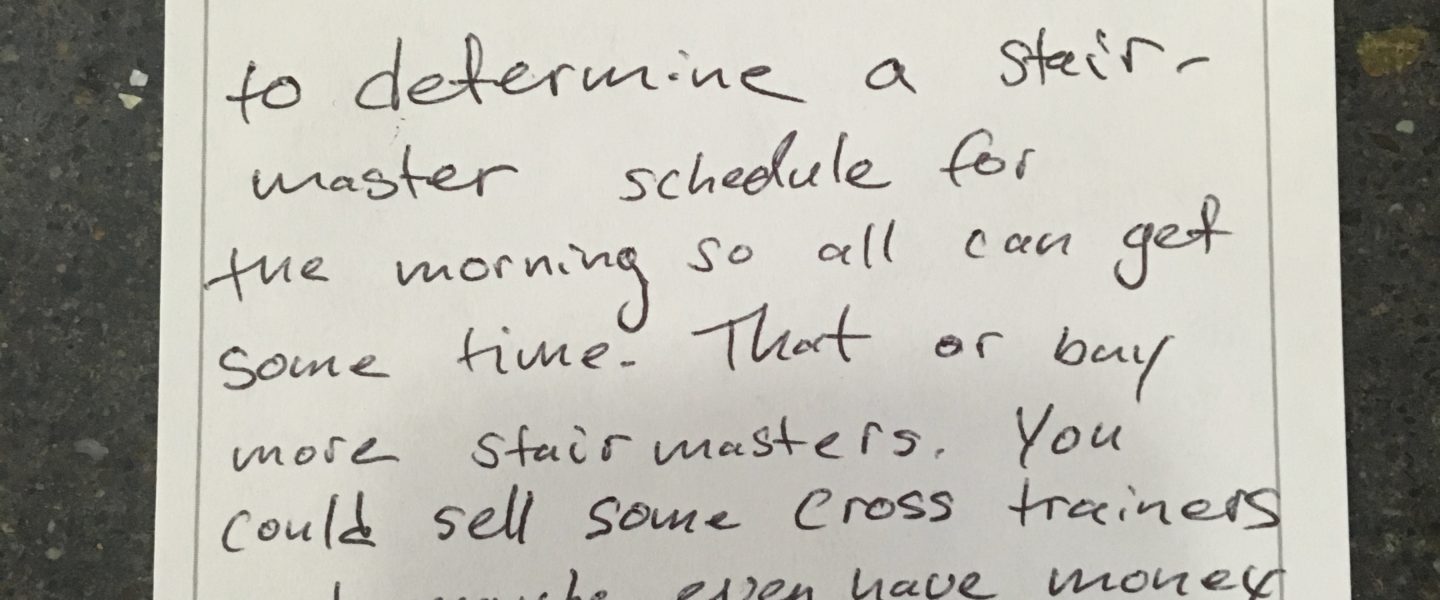 to determine a stair-
master schedule for
the morning so all can get
some time. That or buy
more stairmasters. You
could sell some cross trainers
maybe even have money